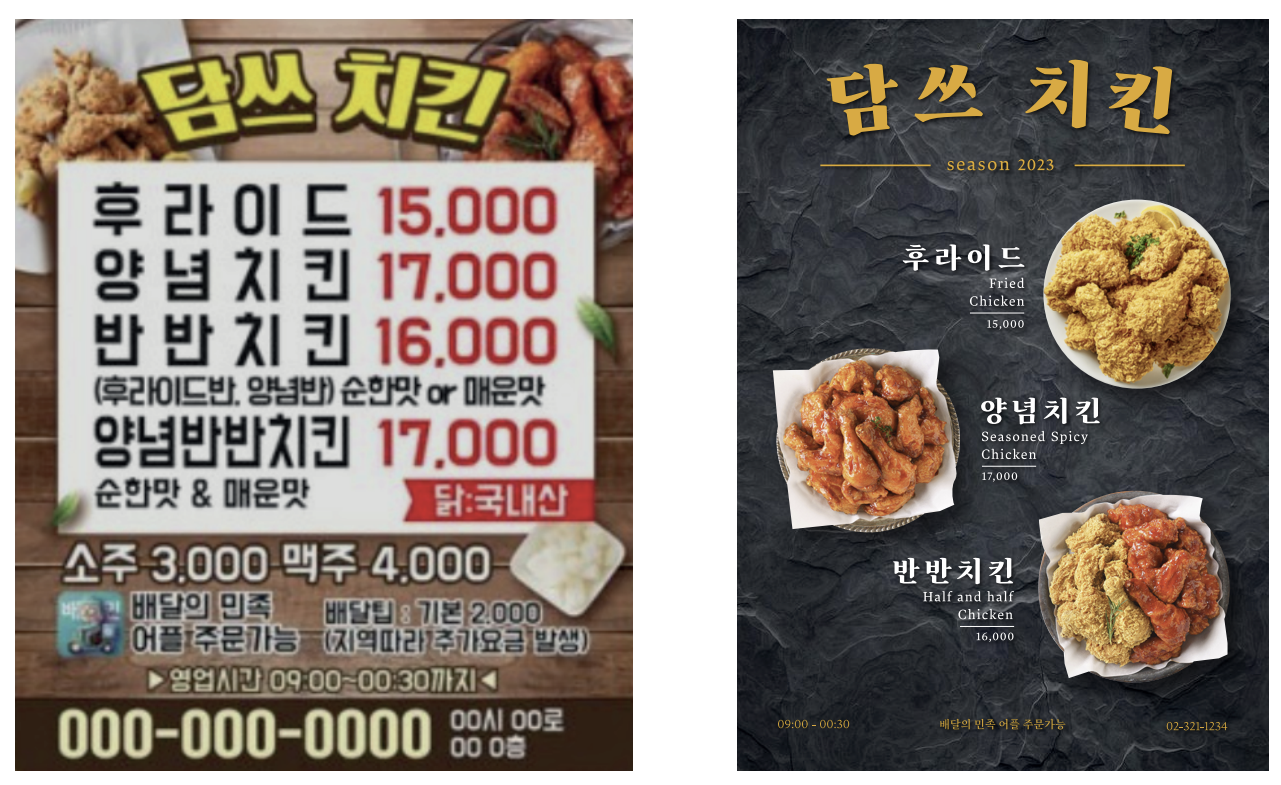 담쓰 치킨
후라이드 15,000
양념치킨 17,000
반반치킨 16,000
(후라이드반, 양념반) 순한맛 or 매운맛
양념반반치킨 17,000
순한맛 & 매운맛
닭:국내산
소주 3,000 맥주 4,000
배달의 민족
어플 주문가능
배달팁 : 기본 2,000
(지역따라 추가요금 발생)
▶영업시간 09:00~00:30까지◀
000-000-0000
00시 00로
00 0층
담쓰 치킨
season 2023
후라이드
Fried
Chicken
15,000
양념치킨
Seasoned Spicy
Chicken
17,000
반반치킨
Half and half
Chicken
16,000
09:00 - 00:30
배달의 민족 어플 주문가능
02-321-1234